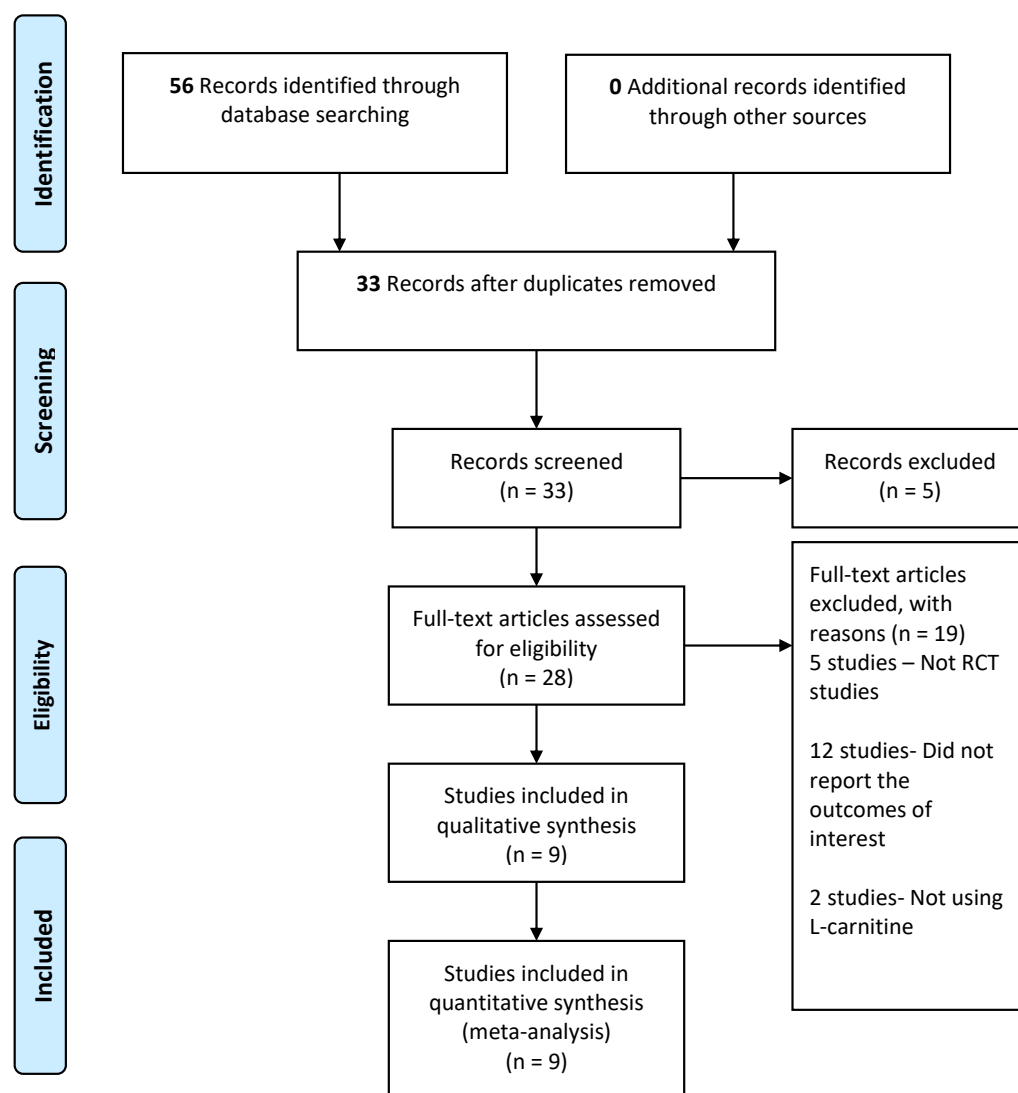 Identification
56 Records identified through
database searching
0 Additional records identified
through other sources
33 Records after duplicates removed
Screening
Records screened
(n = 33)
Records excluded
(n = 5)
Eligibility
Full-text articles assessed
for eligibility
(n = 28)
Full-text articles
excluded, with
reasons (n = 19)
5 studies – Not RCT
studies
12 studies- Did not
report the
outcomes of
interest
2 studies- Not using
L-carnitine
Studies included in
qualitative synthesis
(n = 9)
Included
Studies included in
quantitative synthesis
(meta-analysis)
(n = 9)